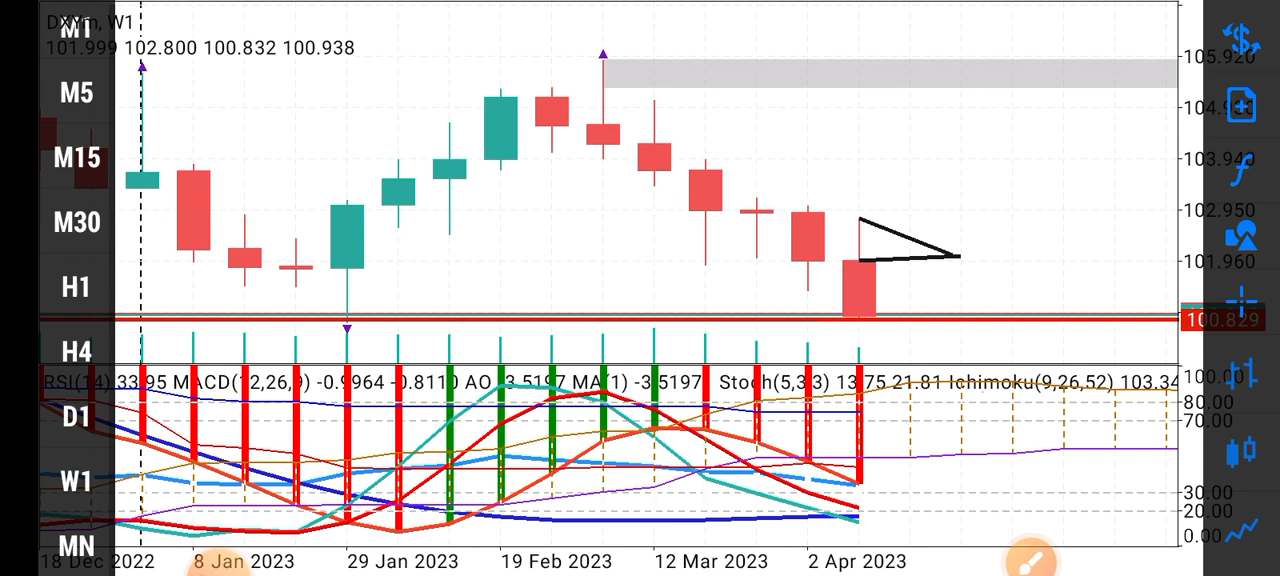 DXYm, W1
101.999 102.800 100.832 100.938
M1
M5
M15
M30
H1
H4
D1
W1
MN
105.920
104.930
103.940
102.950
101.960
100.829
RSI(14) 33.95 MACD(12,26,9) -0.9964 -0.8110 AO -3.5197 MA(1) -3.5197 Stoch(5,3,3) 13.75 21.81 Ichimoku(9,26,52) 103.34
100.00
80.00
70.00
30.00
20.00
0.00
18 Dec 2022 8 Jan 2023 29 Jan 2023 19 Feb 2023 12 Mar 2023 2 Apr 2023